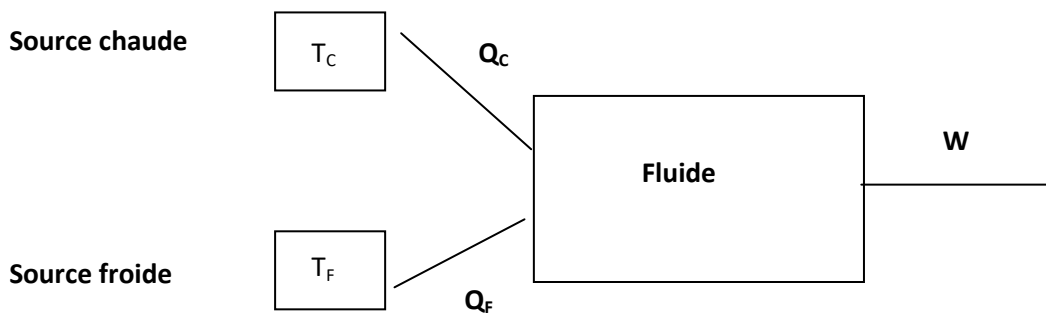 Source chaude
T_C
Q_C
W
Fluide
Source froide
T_F
Q_F